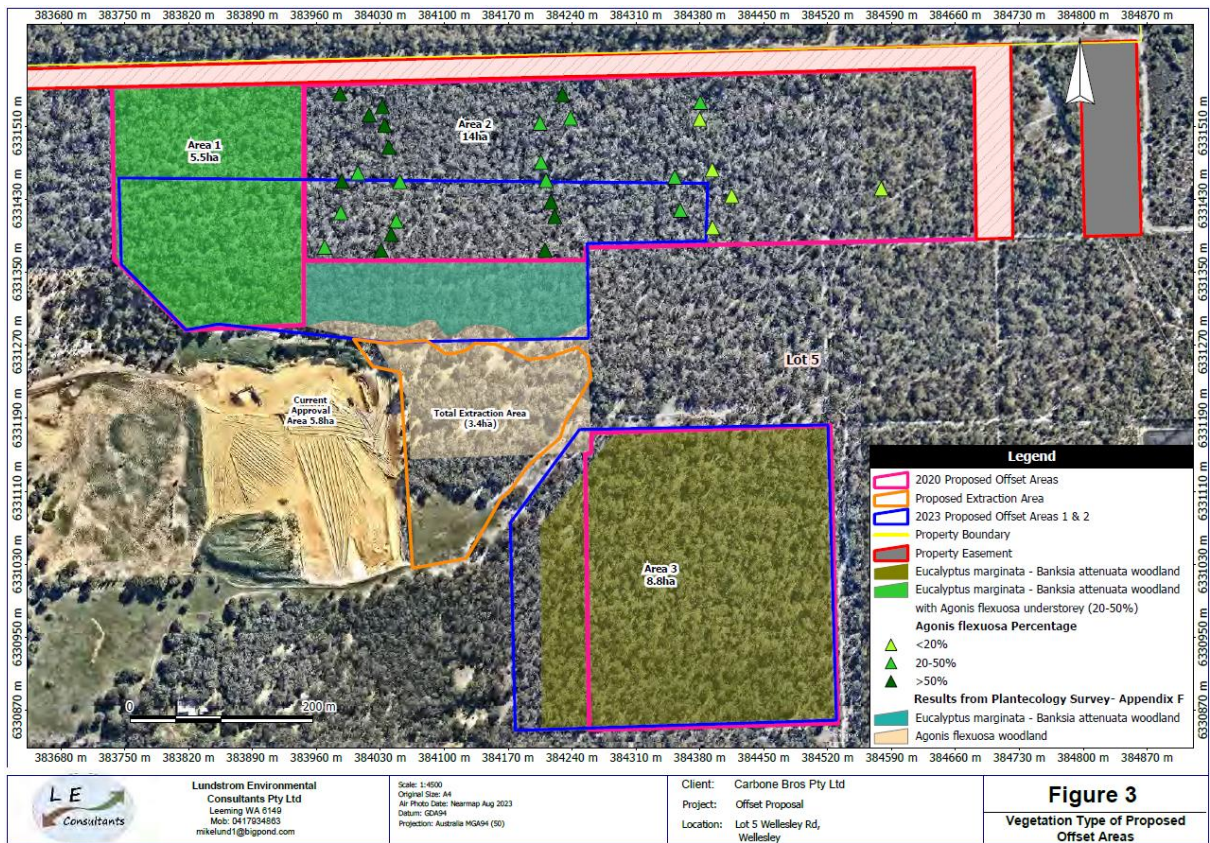 383680 m 383750 m 383820 m 383890 m 383960 m 384030 m 384100 m 384170 m 384240 m 384310 m 384380 m 384450 m 384520 m 384590 m 384660 m 384730 m 384800 m 384870 m
6331510 m
6331430 m
6331350 m
6331270 m
6331190 m
6331110 m
6331030 m
6330950 m
6330870 m
Area 1
5.5ha
Area 2
14ha
Lot 5
Current
Approval
Area 5.8ha
Total Extraction Area
(3.4ha)
Area 3
8.8ha
0 200 m
Legend
2020 Proposed Offset Areas
Proposed Extraction Area
2023 Proposed Offset Areas 1 & 2
Property Boundary
Property Easement
Eucalyptus marginata - Banksia attenuata woodland
Eucalyptus marginata - Banksia attenuata woodland
with Agonis flexuosa understorey (20-50%)
Agonis flexuosa Percentage
<20%
20-50%
>50%
Results from Plantecology Survey- Appendix F
Eucalyptus marginata - Banksia attenuata woodland
Agonis flexuosa woodland
6331510 m
6331430 m
6331350 m
6331270 m
6331190 m
6331110 m
6331030 m
6330950 m
6330870 m
383680 m 383750 m 383820 m 383890 m 383960 m 384030 m 384100 m 384170 m 384240 m 384310 m 384380 m 384450 m 384520 m 384590 m 384660 m 384730 m 384800 m 384870 m
L E
Consultants
Lundstrom Environmental
Consultants Pty Ltd
Leeming WA 6149
Mob: 0417934863
mikelund1@bigpond.com
Scale: 1:4500
Original Size: A4
Air Photo Date: Nearmap Aug 2023
Datum: GDA94
Projection: Australia MGA94 (50)
Client: Carbone Bros Pty Ltd
Project: Offset Proposal
Location: Lot 5 Wellesley Rd,
Wellesley
Figure 3
Vegetation Type of Proposed
Offset Areas